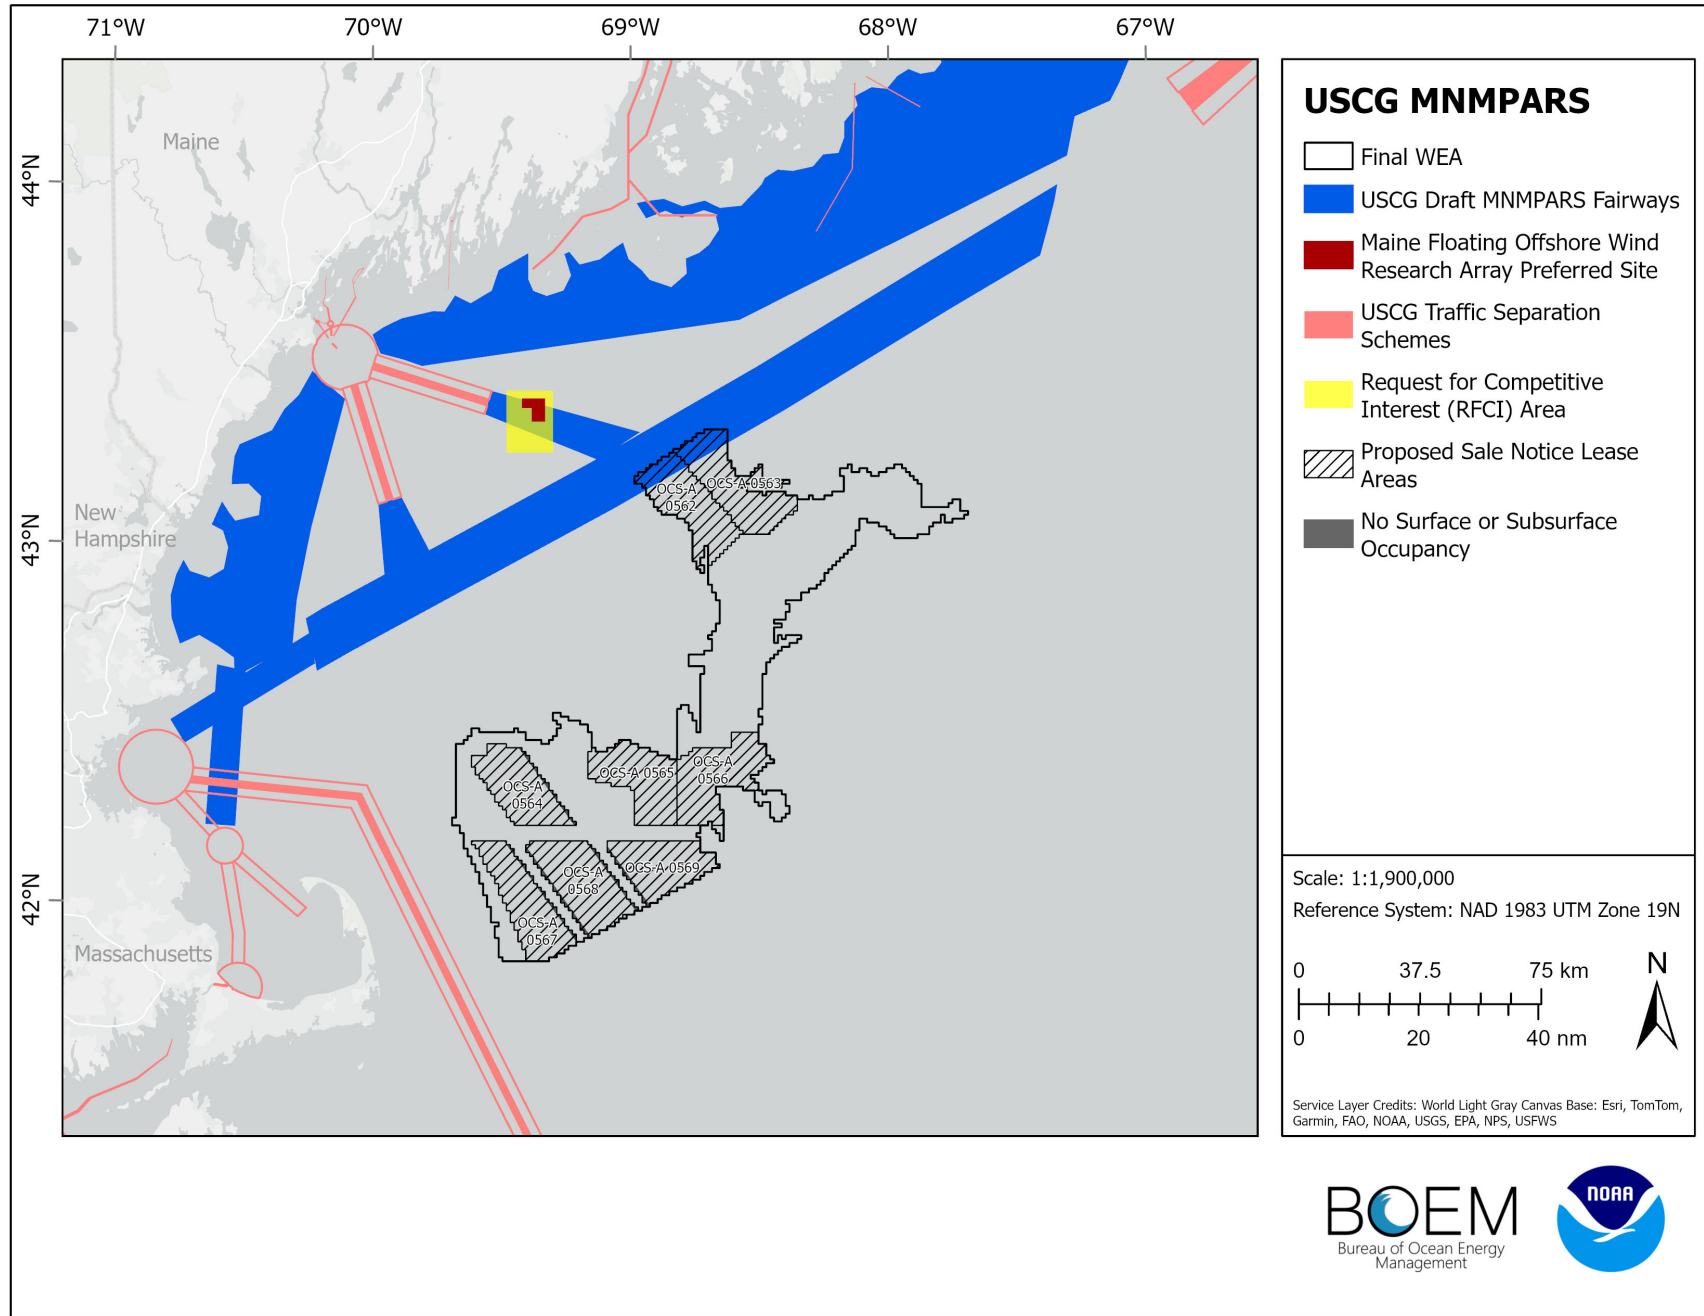 71°W
70°W
69°W
68°W
67°W
44°N
43°N
42°N
Maine
New
Hampshire
Massachusetts
OCS-A
0562
OCS-A 0563
OCS-A
0564
OCS-A 0565
OCS-A
0566
OCS-A
0567
OCS-A
0568
OCS-A 0569
USCG MNMPARS
Final WEA
USCG Draft MNMPARS Fairways
Maine Floating Offshore Wind
Research Array Preferred Site
USCG Traffic Separation
Schemes
Request for Competitive
Interest (RFCI) Area
Proposed Sale Notice Lease
Areas
No Surface or Subsurface
Occupancy
Scale: 1:1,900,000
Reference System: NAD 1983 UTM Zone 19N
0 37.5 75 km
0 20 40 nm
N
Service Layer Credits: World Light Gray Canvas Base: Esri, TomTom,
Garmin, FAO, NOAA, USGS, EPA, NPS, USFWS
BOEM
Bureau of Ocean Energy
Management
NOAA